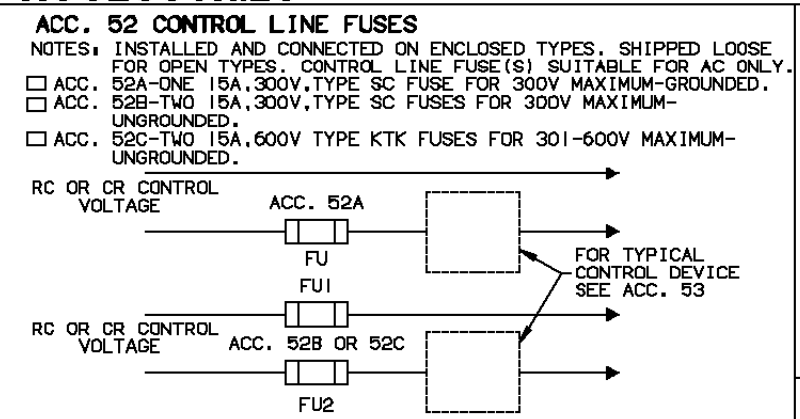 ACC. 52 CONTROL LINE FUSES
NOTES: INSTALLED AND CONNECTED ON ENCLOSED TYPES. SHIPPED LOOSE
FOR OPEN TYPES. CONTROL LINE FUSE(S) SUITABLE FOR AC ONLY.
ACC. 52A-ONE 15A,300V,TYPE SC FUSE FOR 300V MAXIMUM-GROUNDED.
ACC. 52B-TWO 15A,300V,TYPE SC FUSES FOR 300V MAXIMUM-
UNGROUNDED.
ACC. 52C-TWO 15A,600V TYPE KTK FUSES FOR 301-600V MAXIMUM-
UNGROUNDED.
RC OR CR CONTROL
VOLTAGE
ACC. 52A
FU
FOR TYPICAL
CONTROL DEVICE
SEE ACC. 53
FU1
RC OR CR CONTROL
VOLTAGE
ACC. 52B OR 52C
FU2